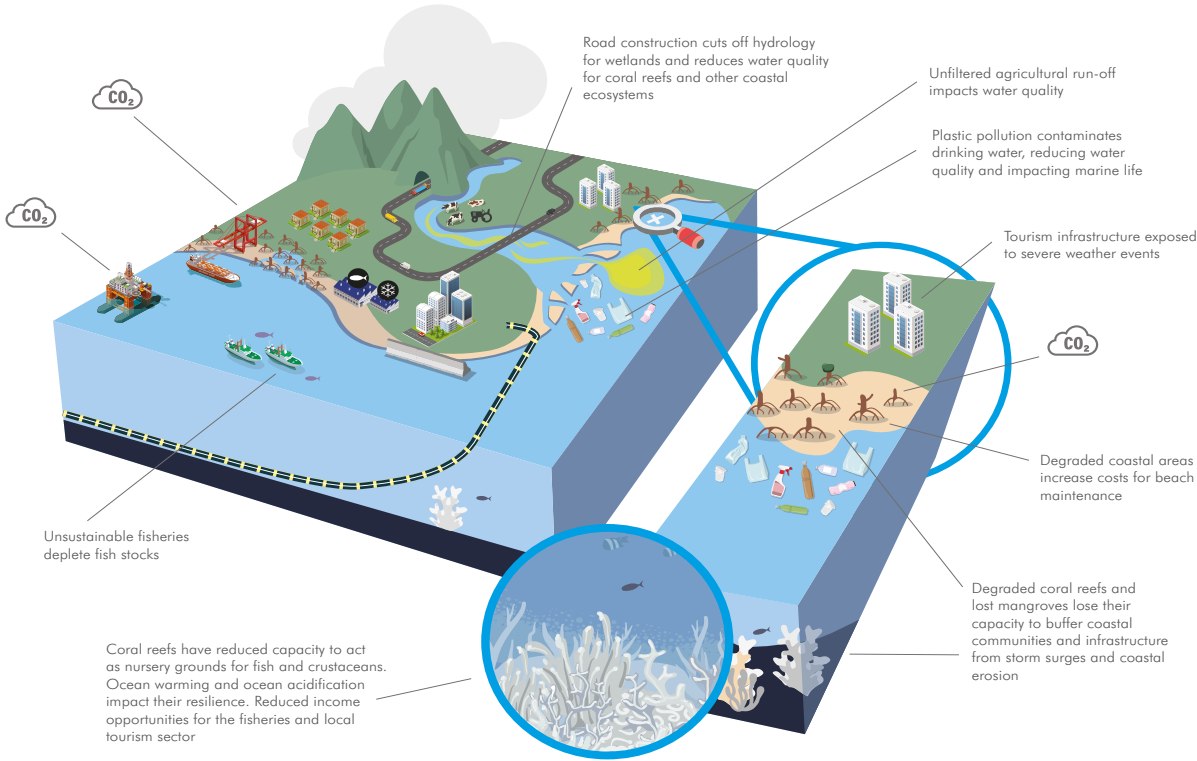 Road construction cuts off hydrology
for wetlands and reduces water quality
for coral reefs and other coastal
ecosystems
Unfiltered agricultural run-off
impacts water quality
CO₂
Plastic pollution contaminates
drinking water, reducing water
quality and impacting marine life
CO₂
Tourism infrastructure exposed
to severe weather events
CO₂
Degraded coastal areas
increase costs for beach
maintenance
Unsustainable fisheries
deplete fish stocks
Degraded coral reefs and
lost mangroves lose their
capacity to buffer coastal
communities and infrastructure
from storm surges and coastal
erosion
Coral reefs have reduced capacity to act
as nursery grounds for fish and crustaceans.
Ocean warming and ocean acidification
impact their resilience. Reduced income
opportunities for the fisheries and local
tourism sector